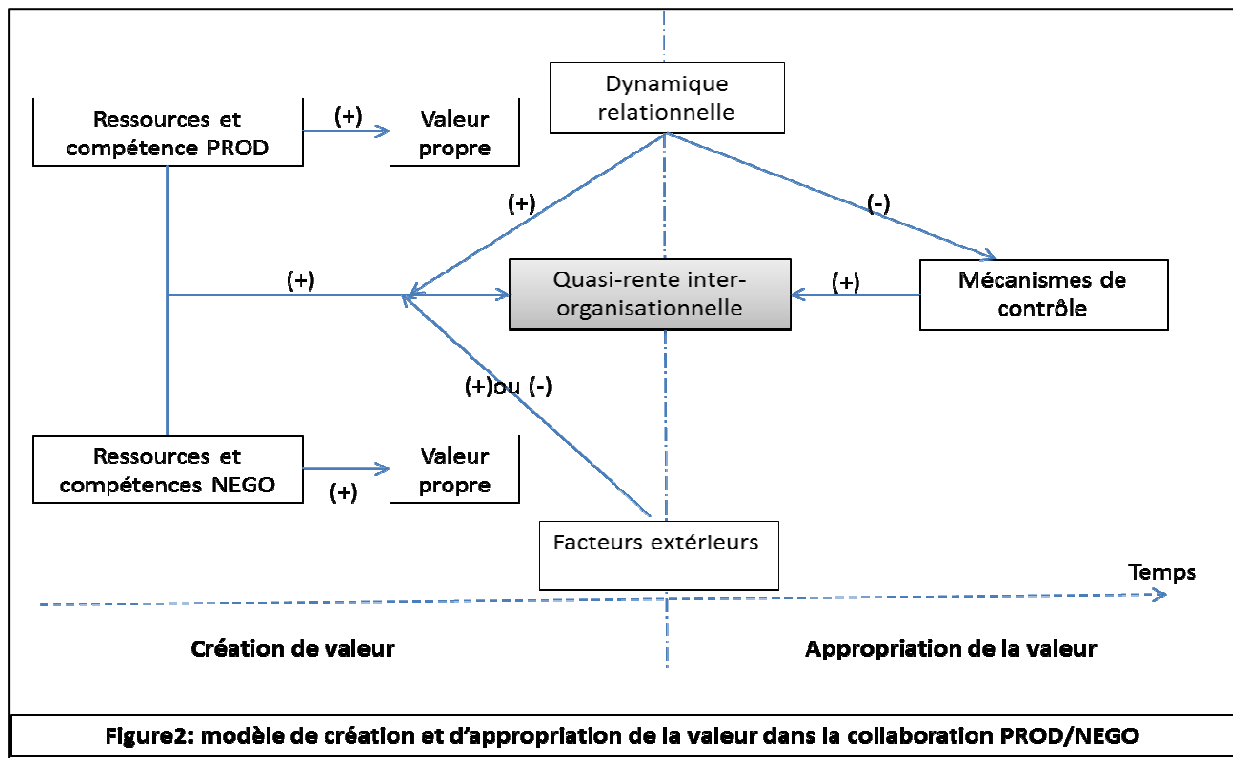 Dynamique
relationnelle
Ressources et
compétence PROD
(+)
Valeur
propre
(+)
(-)
(+)
Quasi-rente inter-
organisationnelle
(+)
Mécanismes de
contrôle
(+)ou (-)
Ressources et
compétences NEGO
(+)
Valeur
propre
Facteurs extérieurs
Temps
Création de valeur
Appropriation de la valeur
Figure2: modèle de création et d'appropriation de la valeur dans la collaboration PROD/NEGO